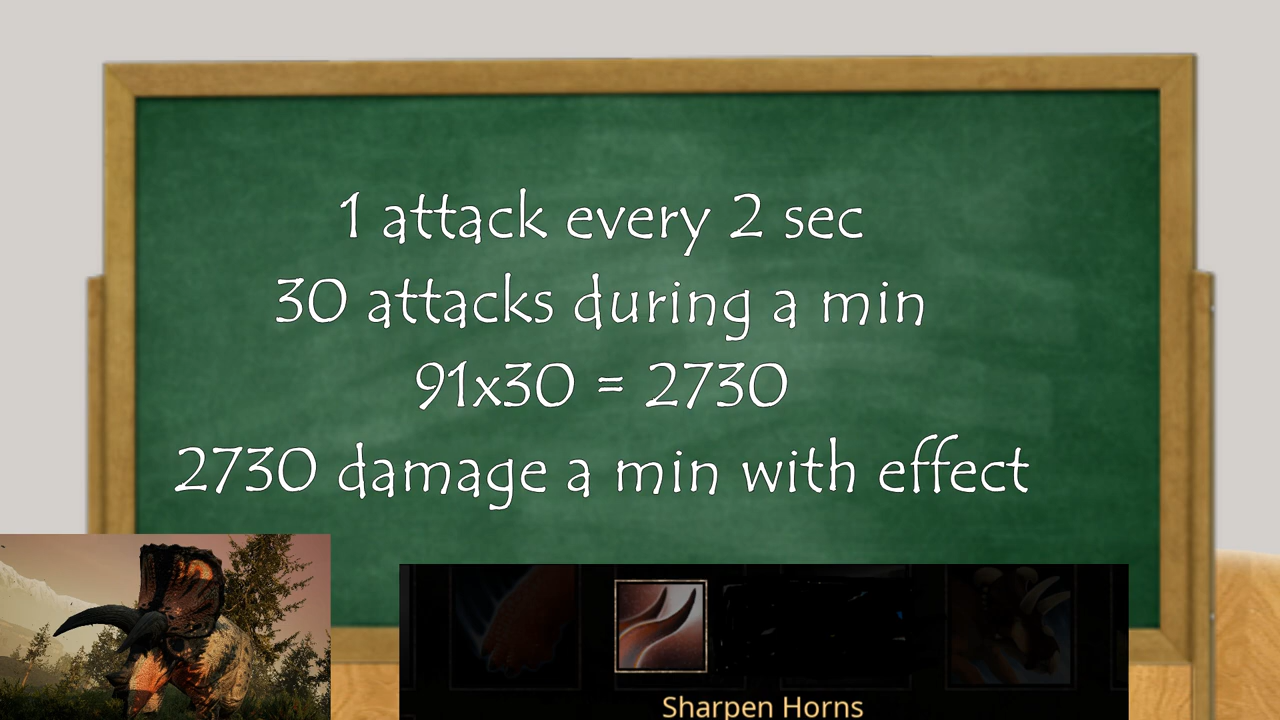 1 attack every 2 sec
30 attacks during a min
91x30 = 2730
2730 damage a min with effect
Sharpen Horns